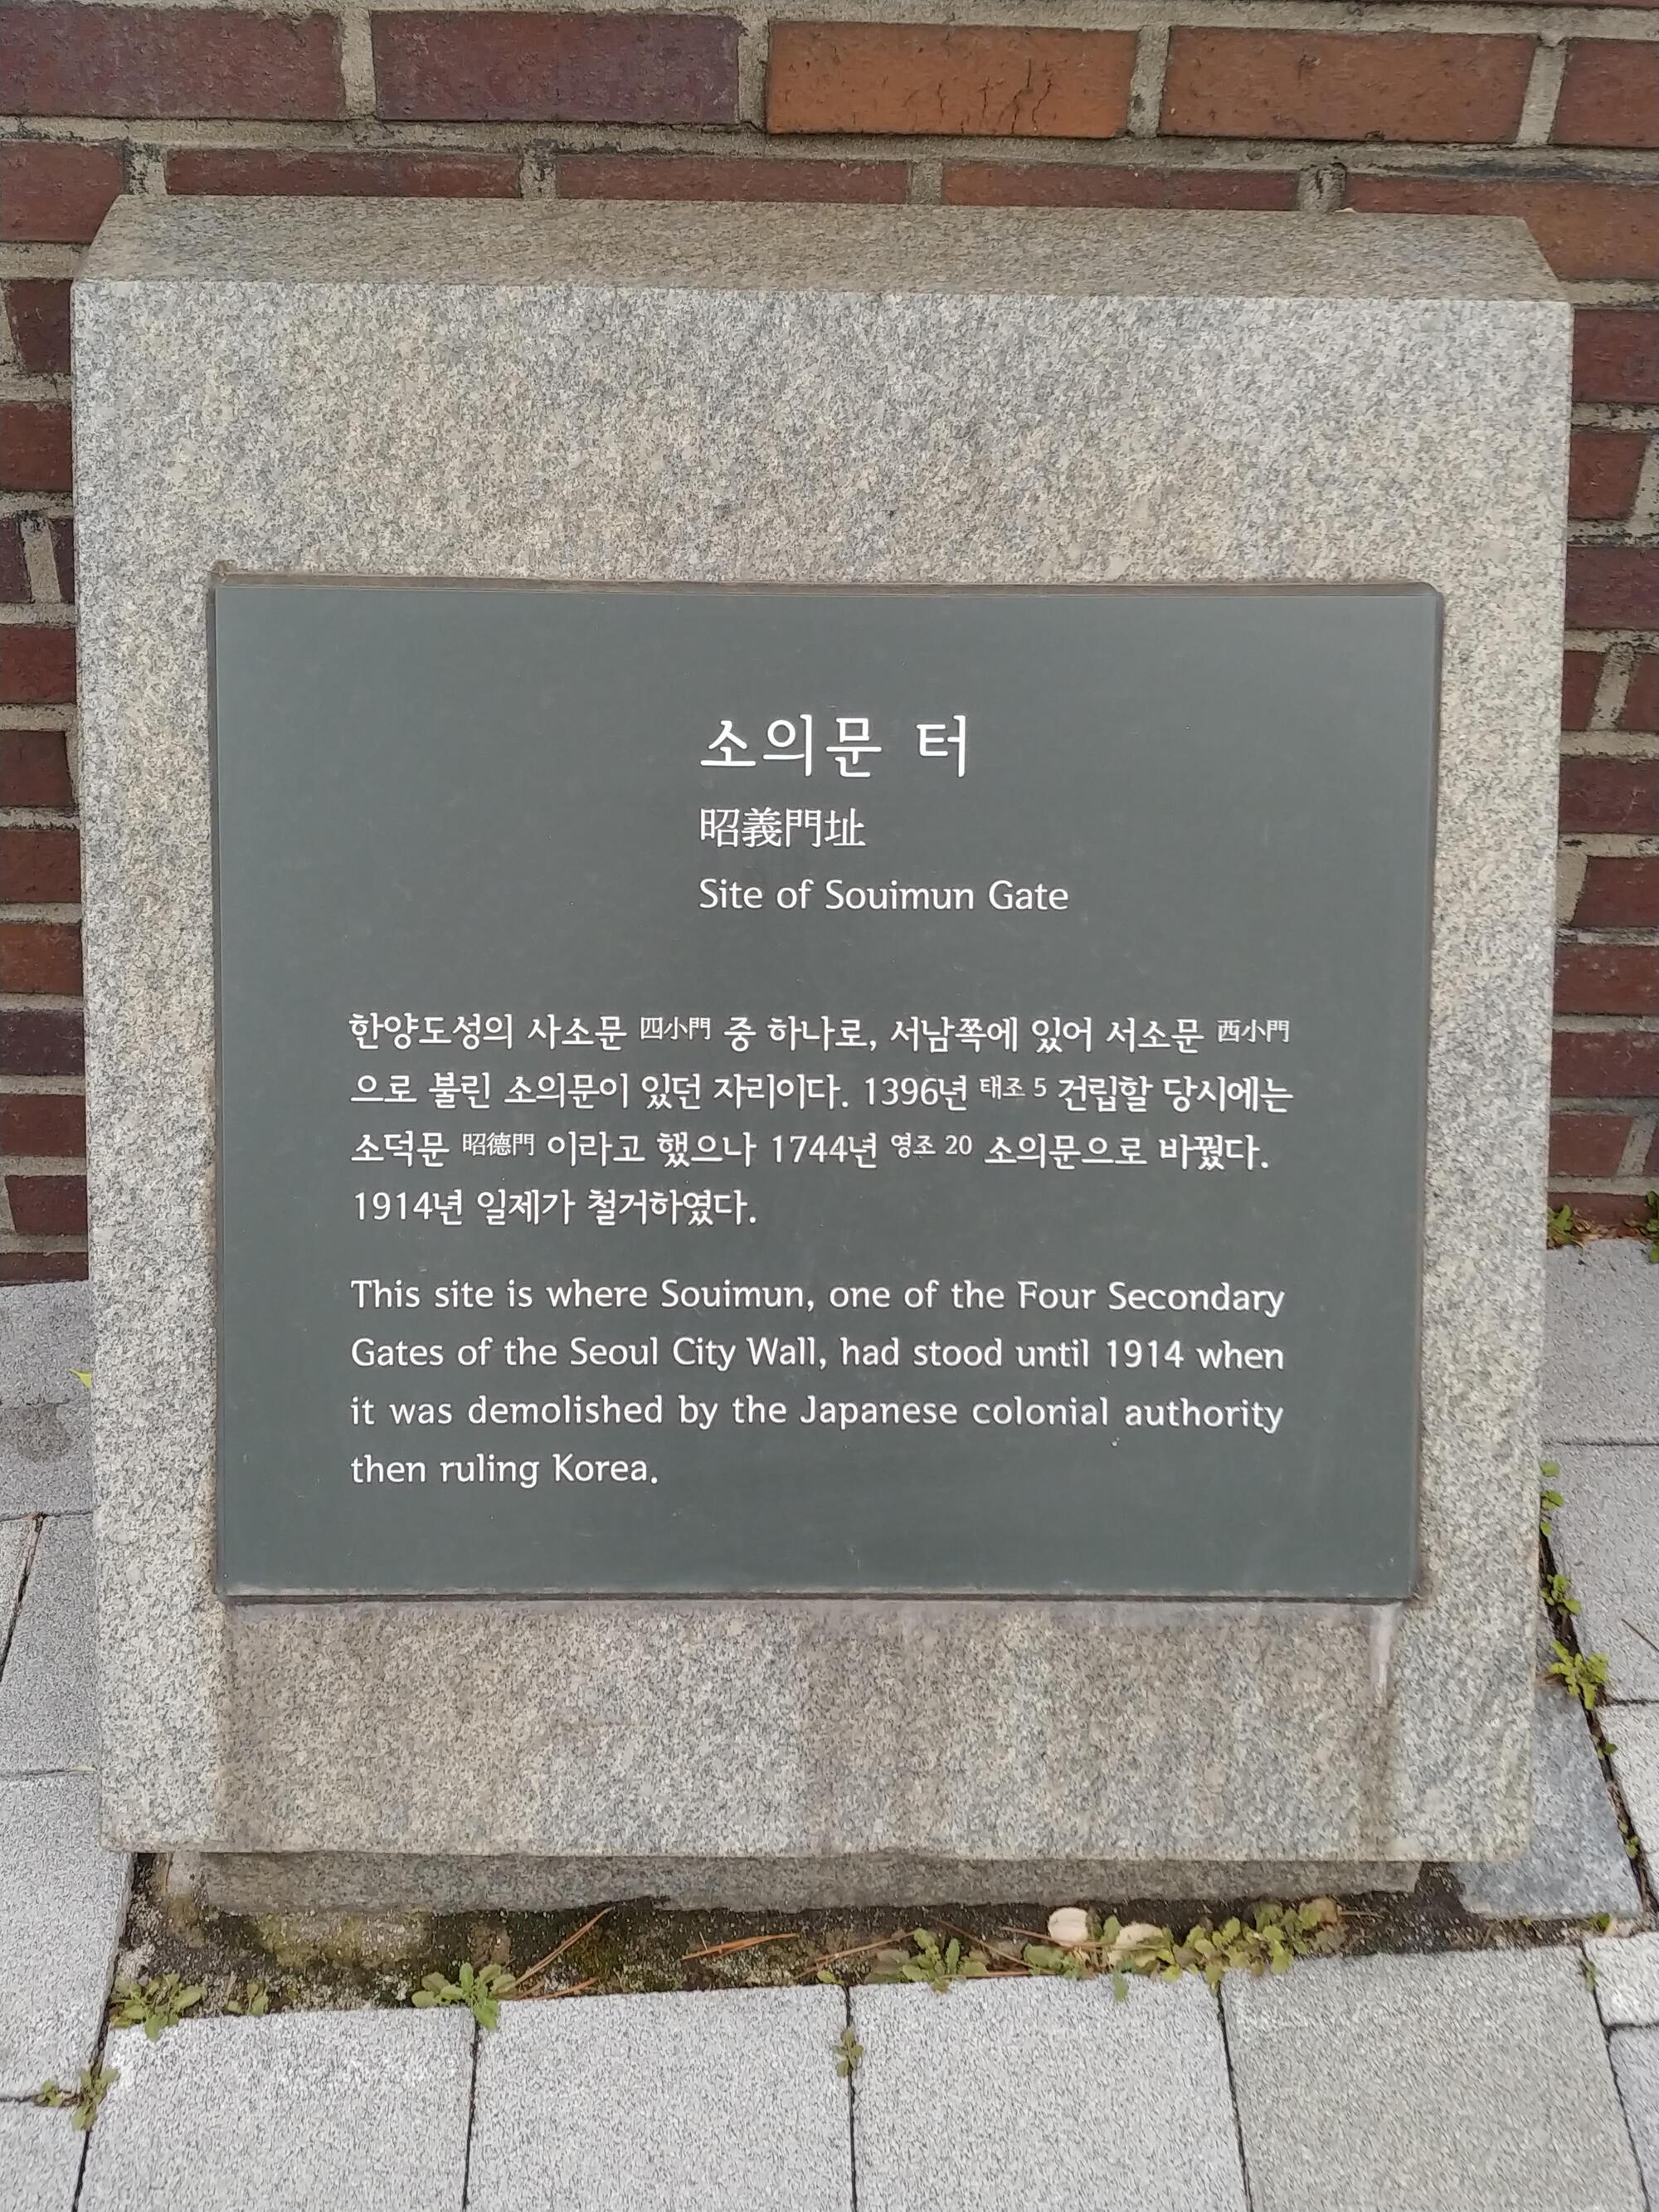 소의문 터
昭義門址
Site of Souimun Gate
한양도성의 사소문 四小門 중 하나로, 서남쪽에 있어 서소문 西小門
으로 불린 소의문이 있던 자리이다. 1396년 태조 5 건립할 당시에는
소덕문 昭德門 이라고 했으나 1744년 영조 20 소의문으로 바꿨다.
1914년 일제가 철거하였다.
This site is where Souimun, one of the Four Secondary
Gates of the Seoul City Wall, had stood until 1914 when
it was demolished by the Japanese colonial authority
then ruling Korea.